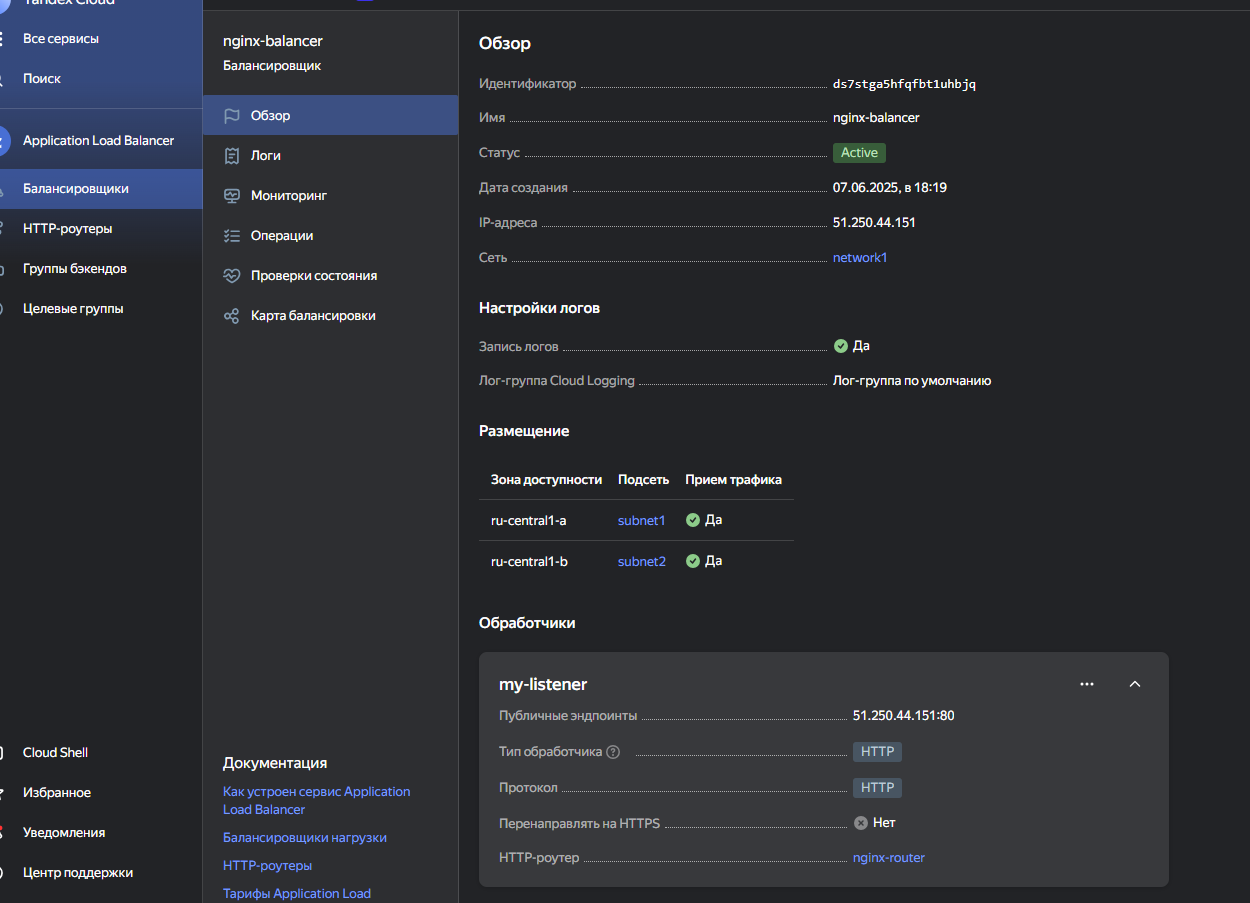 Yandex Cloud
Все сервисы
Поиск
Application Load Balancer
Балансировщики
HTTP-роутеры
Группы бэкендов
Целевые группы
Cloud Shell
Избранное
Уведомления
Центр поддержки
nginx-balancer
Балансировщик
Обзор
Логи
Мониторинг
Операции
Проверки состояния
Карта балансировки
Документация
Как устроен сервис Application
Load Balancer
Балансировщики нагрузки
HTTP-роутеры
Тарифы Application Load
Обзор
Идентификатор ds7stga5hfqfbt1uhbjq
Имя nginx-balancer
Статус Active
Дата создания 07.06.2025, в 18:19
IP-адреса 51.250.44.151
Сеть network1
Настройки логов
Запись логов Да
Лог-группа Cloud Logging Лог-группа по умолчанию
Размещение
Зона доступности Подсеть Прием трафика
ru-central1-a subnet1 Да
ru-central1-b subnet2 Да
Обработчики
my-listener
Публичные эндпоинты 51.250.44.151:80
Тип обработчика HTTP
Протокол HTTP
Перенаправлять на HTTPS Нет
HTTP-роутер nginx-router